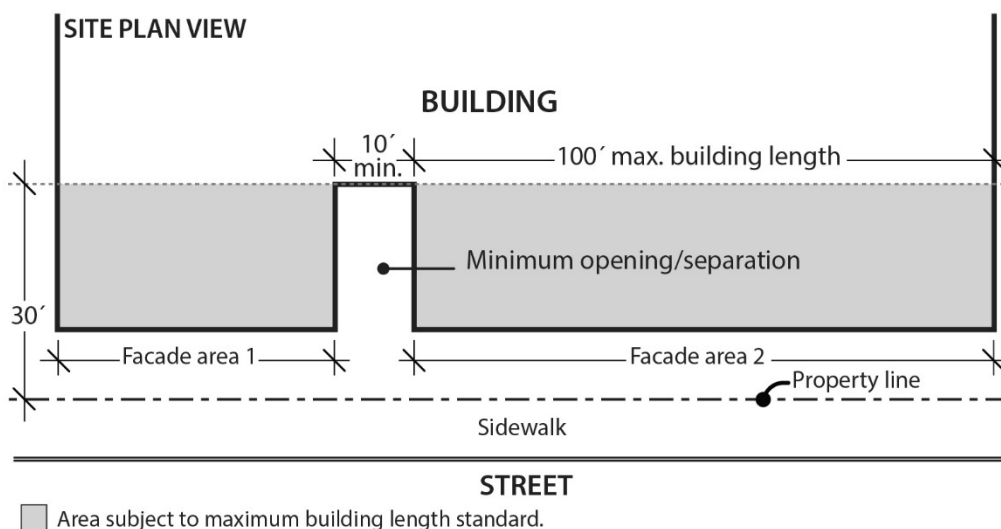 SITE PLAN VIEW
BUILDING
10´
min.
100´ max. building length
Minimum opening/separation
30´
Facade area 1
Facade area 2
Property line
Sidewalk
STREET
Area subject to maximum building length standard.